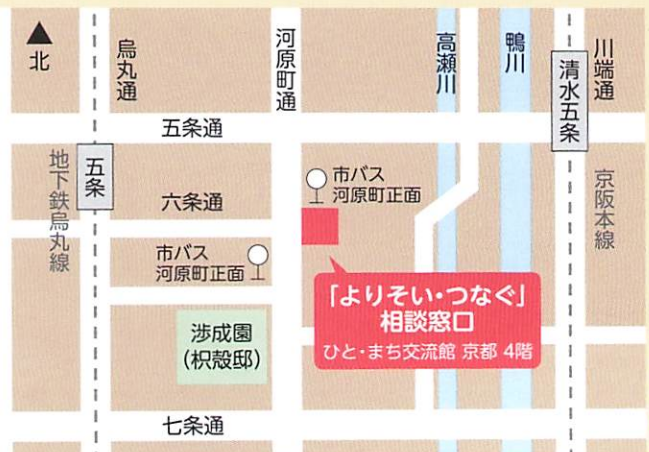 北
烏丸通
河原町通
高瀬川
鴨川
川端通
清水五条
五条通
地下鉄烏丸線
五条
六条通
市バス
河原町正面
京阪本線
市バス
河原町正面
「よりそい・つなぐ」
相談窓口
ひと・まち交流館 京都 4階
渉成園
(枳殻邸)
七条通